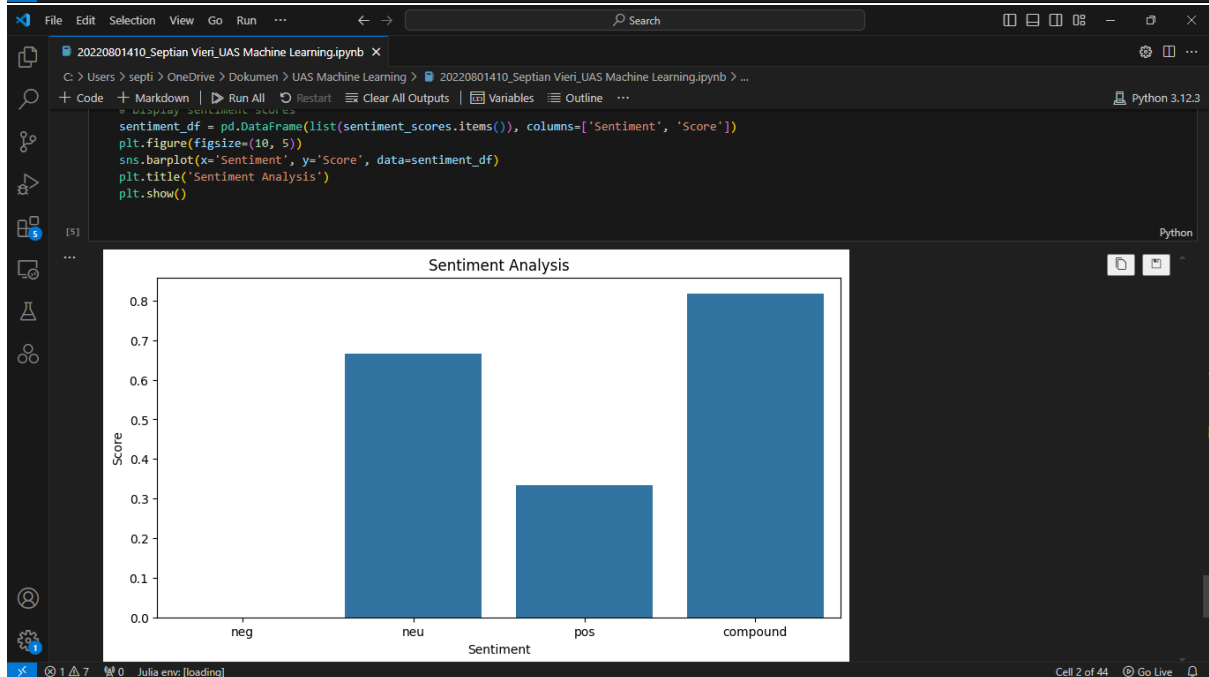 File Edit Selection View Go Run ··· Search
20220801410_Septian Vieri_UAS Machine Learning.ipynb
C: > Users > septi > OneDrive > Dokumen > UAS Machine Learning > 20220801410_Septian Vieri_UAS Machine Learning.ipynb > ...
+ Code + Markdown Run All Restart Clear All Outputs Variables Outline ··· Python 3.12.3
# Display sentiment scores
sentiment_df = pd.DataFrame(list(sentiment_scores.items()), columns=['Sentiment', 'Score'])
plt.figure(figsize=(10, 5))
sns.barplot(x='Sentiment', y='Score', data=sentiment_df)
plt.title('Sentiment Analysis')
plt.show()
[5] Python
5
···
Sentiment Analysis
0.8
0.7
0.6
0.5
0.4
0.3
0.2
0.1
0.0
Score
neg neu pos compound
Sentiment
1
1 7 0 Julia env: [loading] Cell 2 of 44 Go Live